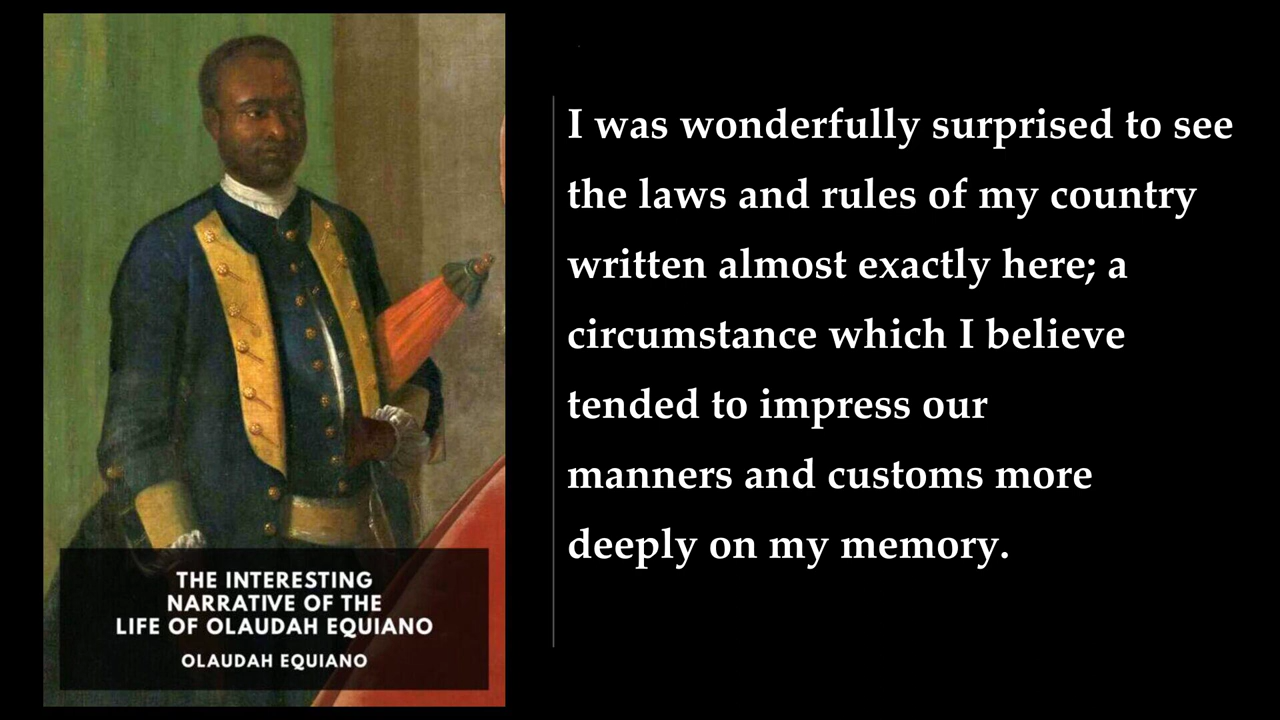 THE INTERESTING
NARRATIVE OF THE
LIFE OF OLAUDAH EQUIANO
OLAUDAH EQUIANO
I was wonderfully surprised to see
the laws and rules of my country
written almost exactly here; a
circumstance which I believe
tended to impress our
manners and customs more
deeply on my memory.